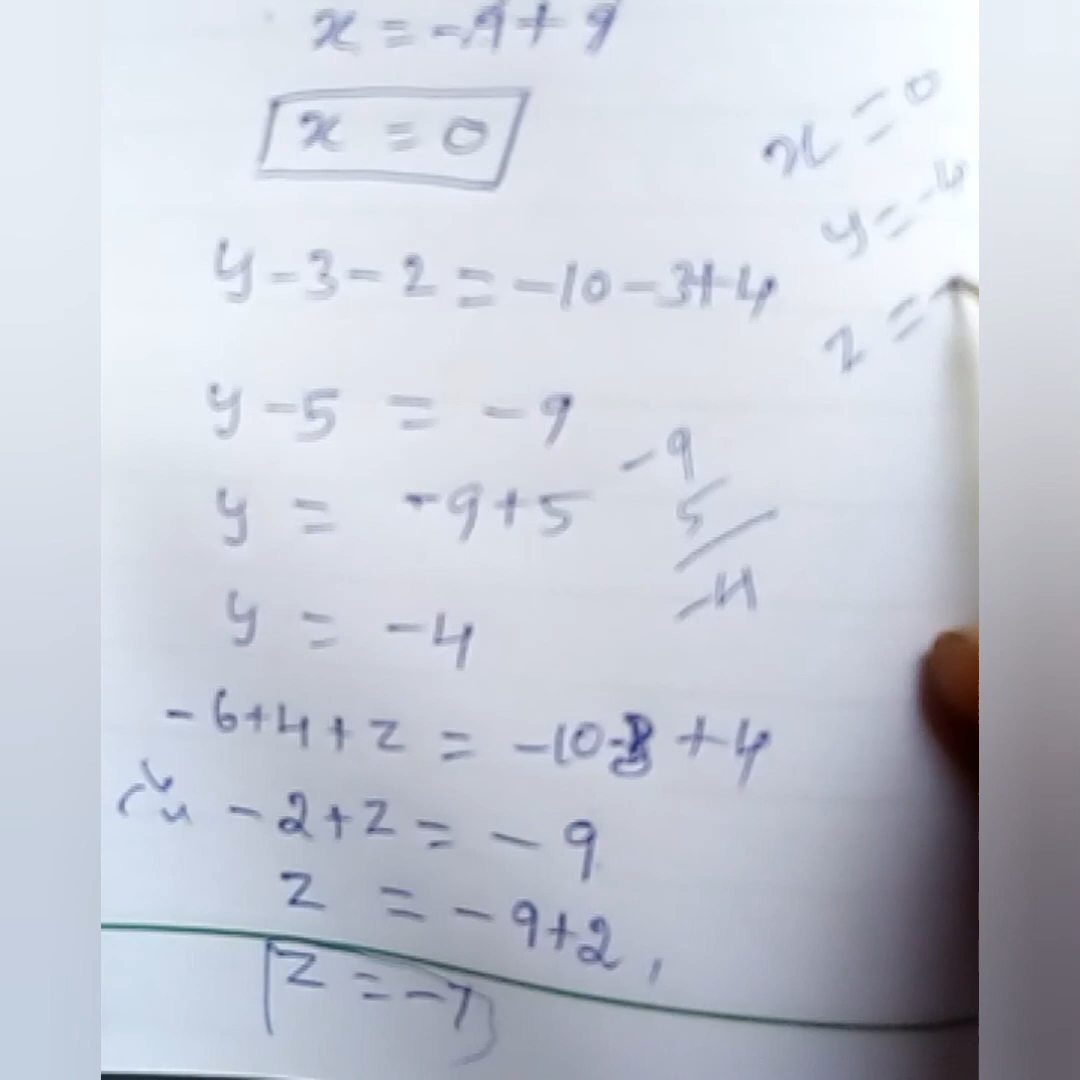 x = -9 + 9
x = 0
y - 3 - 2 = -10 - 3 + 4
y - 5 = -9
y = -9 + 5
y = -4
-6 + 4 + z = -10 - 3 + 4
-2 + z = -9
z = -9 + 2,
z = -7
x = 0
y = -4
z = -
-9
5
-4